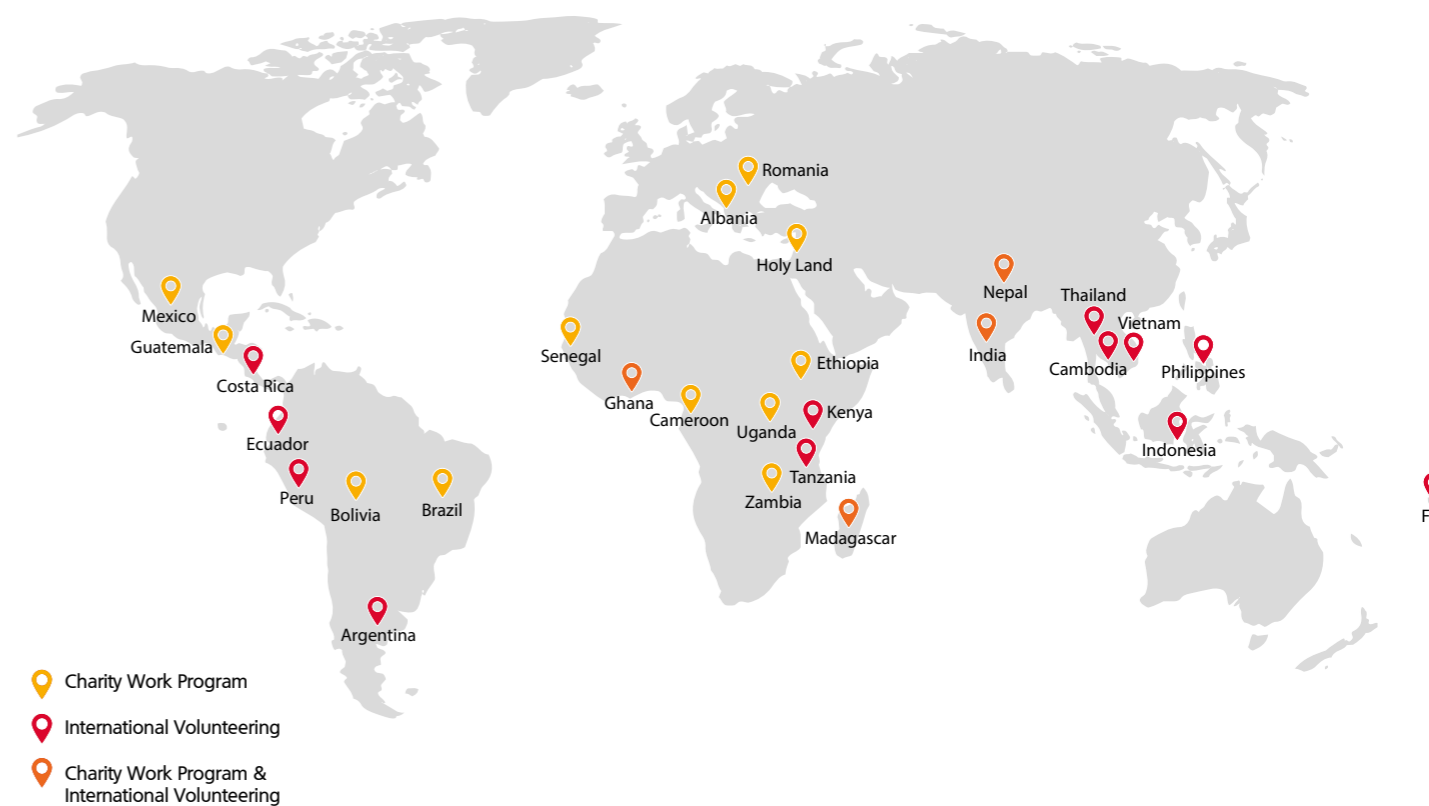 Romania
Albania
Holy Land
Nepal
Thailand
Mexico
Vietnam
Guatemala
Senegal
India
Ethiopia
Cambodia
Philippines
Costa Rica
Ghana
Kenya
Cameroon
Uganda
Ecuador
Indonesia
Tanzania
Peru
Zambia
Brazil
Bolivia
F
Madagascar
Argentina
Charity Work Program
International Volunteering
Charity Work Program &
International Volunteering